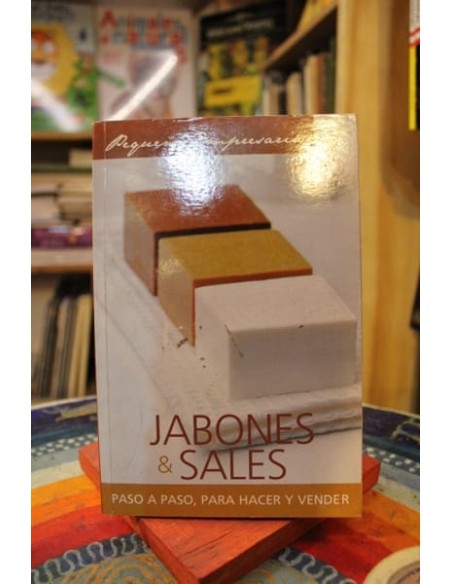 JABONES
& SALES
PASO A PASO, PARA HACER Y VENDER